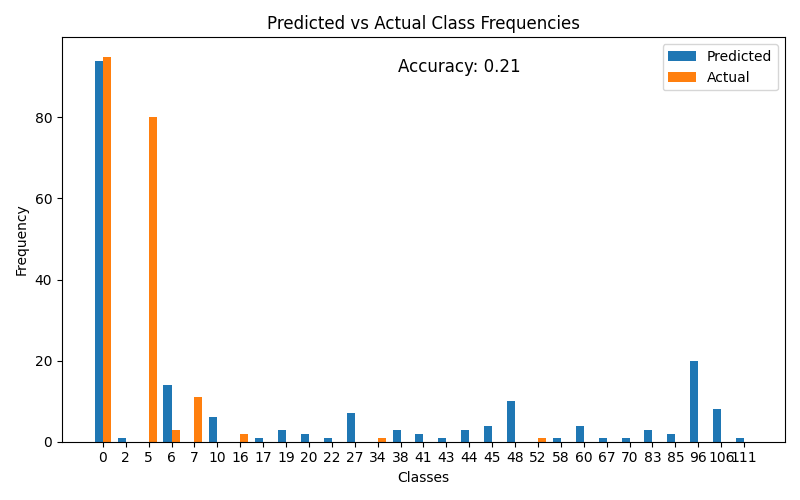 Predicted vs Actual Class Frequencies
Accuracy: 0.21
Predicted
Actual
Frequency
80
60
40
20
0
0 2 5 6 7 10 16 17 19 20 22 27 34 38 41 43 44 45 48 52 58 60 67 70 83 85 96 106 111
Classes